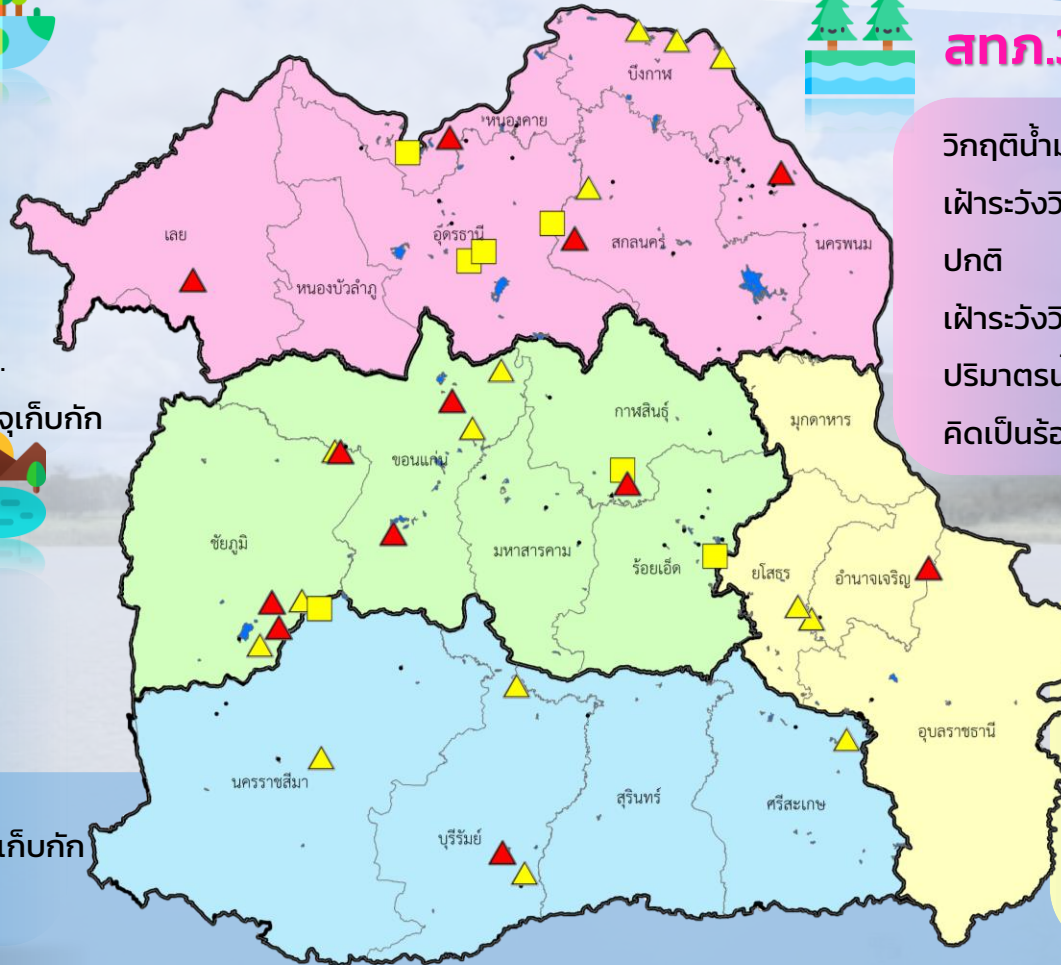 สทภ.3
วิกฤติน้ำ
เฝ้าระวัง
ปกติ
เฝ้าระวัง
ปริมาตร
คิดเป็น
เก็บกัก
เก็บกัก
บึงกาฬ
หนองคาย
เลย
อุดรธานี
สกลนคร
นครพนม
หนองบัวลำภู
กาฬสินธุ์
มุกดาหาร
ขอนแก่น
ชัยภูมิ
มหาสารคาม
ร้อยเอ็ด
ยโสธร
อำนาจเจริญ
อุบลราชธานี
นครราชสีมา
สุรินทร์
ศรีสะเกษ
บุรีรัมย์